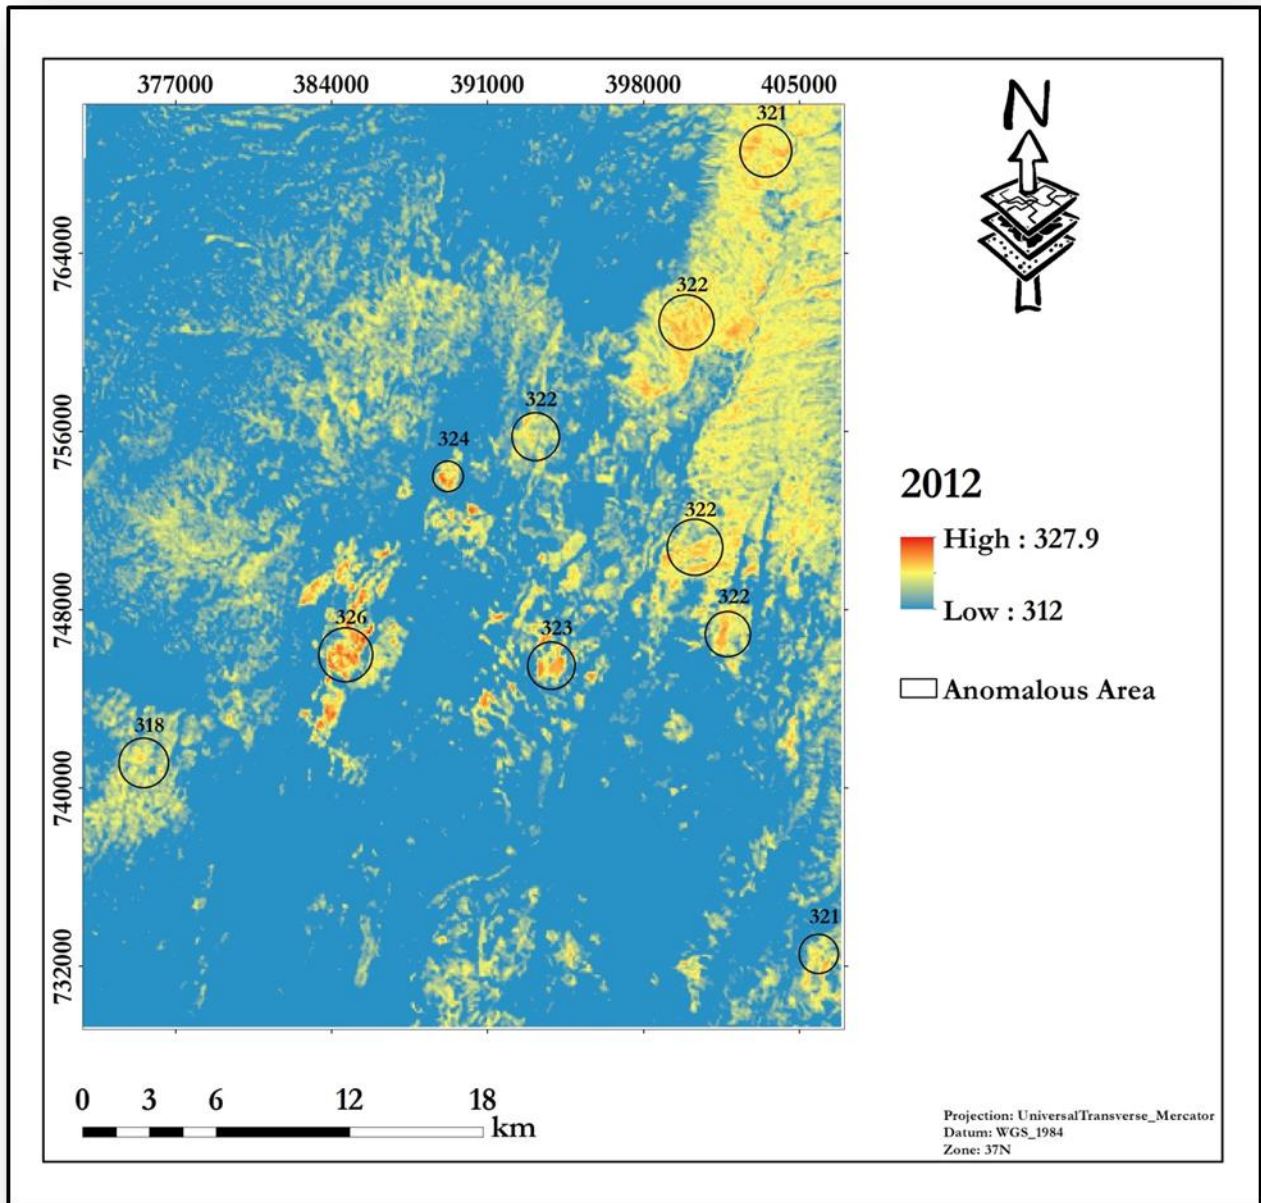 377000 384000 391000 398000 405000
N
321
764000
322
322
756000
324
2012
322
High : 327.9
Low : 312
322
748000
326
323
Anomalous Area
318
740000
321
732000
0 3 6 12 18
km
Projection: UniversalTransverse_Mercator
Datum: WGS_1984
Zone: 37N